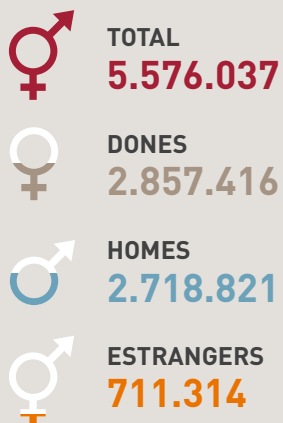 TOTAL
5.576.037
DONES
2.857.416
HOMES
2.718.821
ESTRANGERS
711.314